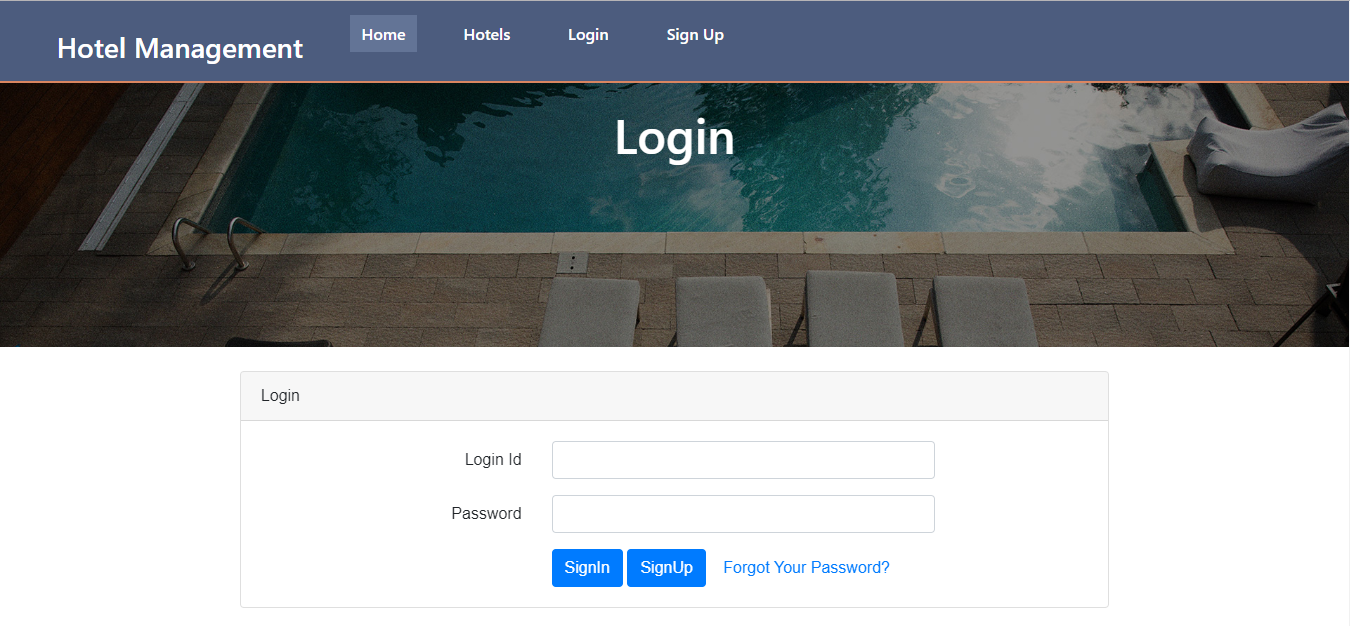 Hotel Management
Home Hotels Login Sign Up
Login
Login
Login Id
Password
SignIn SignUp Forgot Your Password?